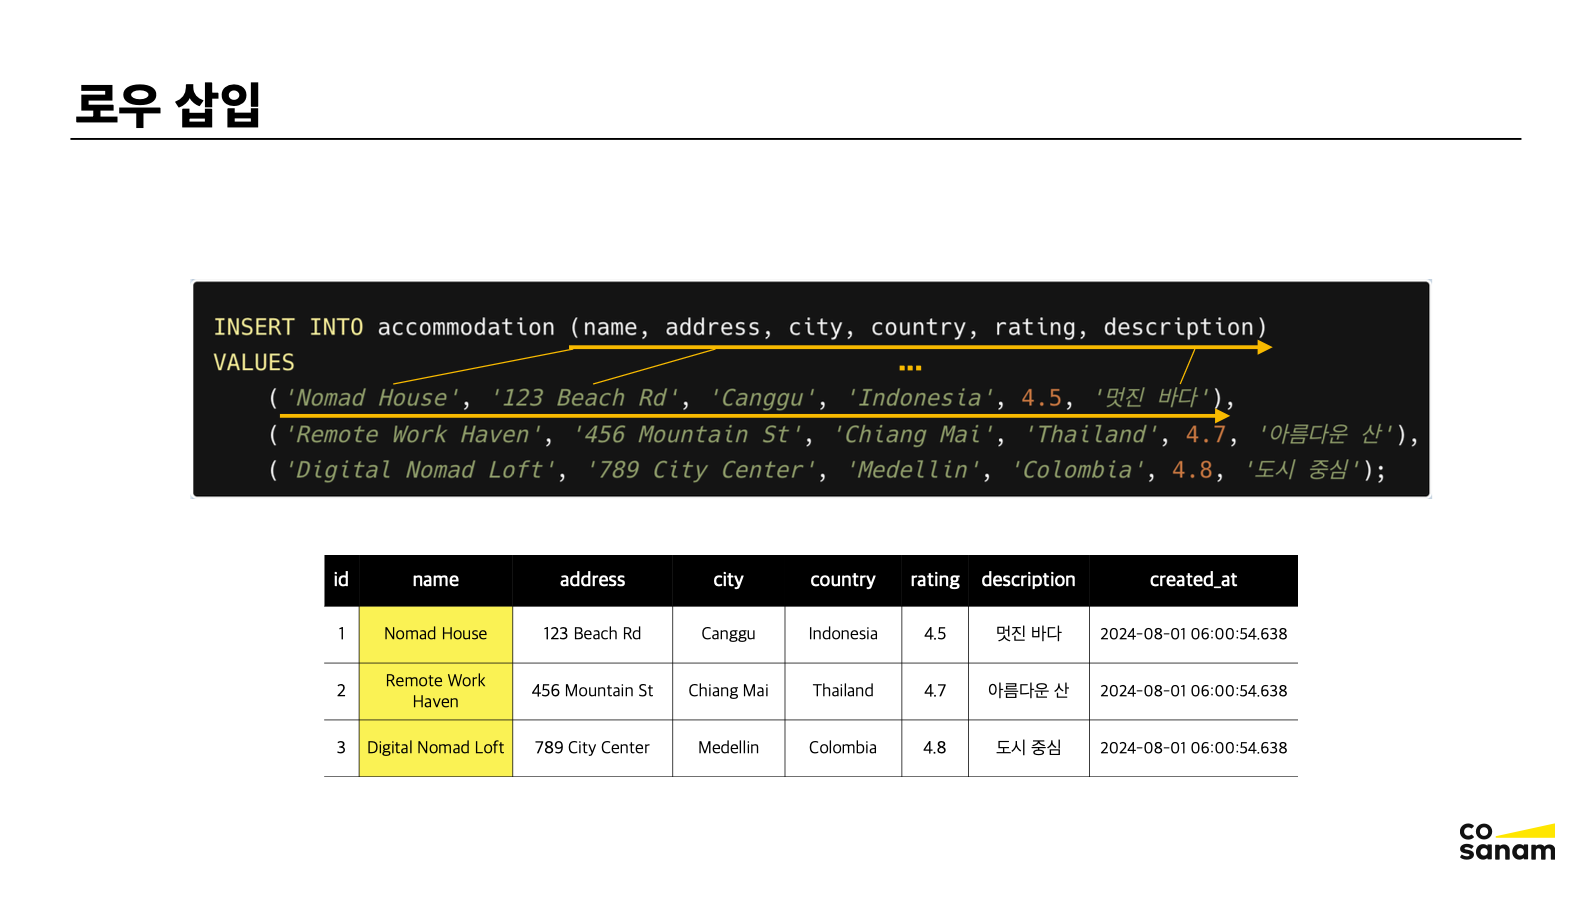 로우 삽입
INSERT INTO accommodation (name, address, city, country, rating, description)
VALUES
...
('Nomad House', '123 Beach Rd', 'Canggu', 'Indonesia', 4.5, '멋진 바다'),
('Remote Work Haven', '456 Mountain St', 'Chiang Mai', 'Thailand', 4.7, '아름다운 산'),
('Digital Nomad Loft', '789 City Center', 'Medellin', 'Colombia', 4.8, '도시 중심');
id name address city country rating description created_at
1 Nomad House 123 Beach Rd Canggu Indonesia 4.5 멋진 바다 2024-08-01 06:00:54.638
2 Remote Work Haven 456 Mountain St Chiang Mai Thailand 4.7 아름다운 산 2024-08-01 06:00:54.638
3 Digital Nomad Loft 789 City Center Medellin Colombia 4.8 도시 중심 2024-08-01 06:00:54.638
co
sanam